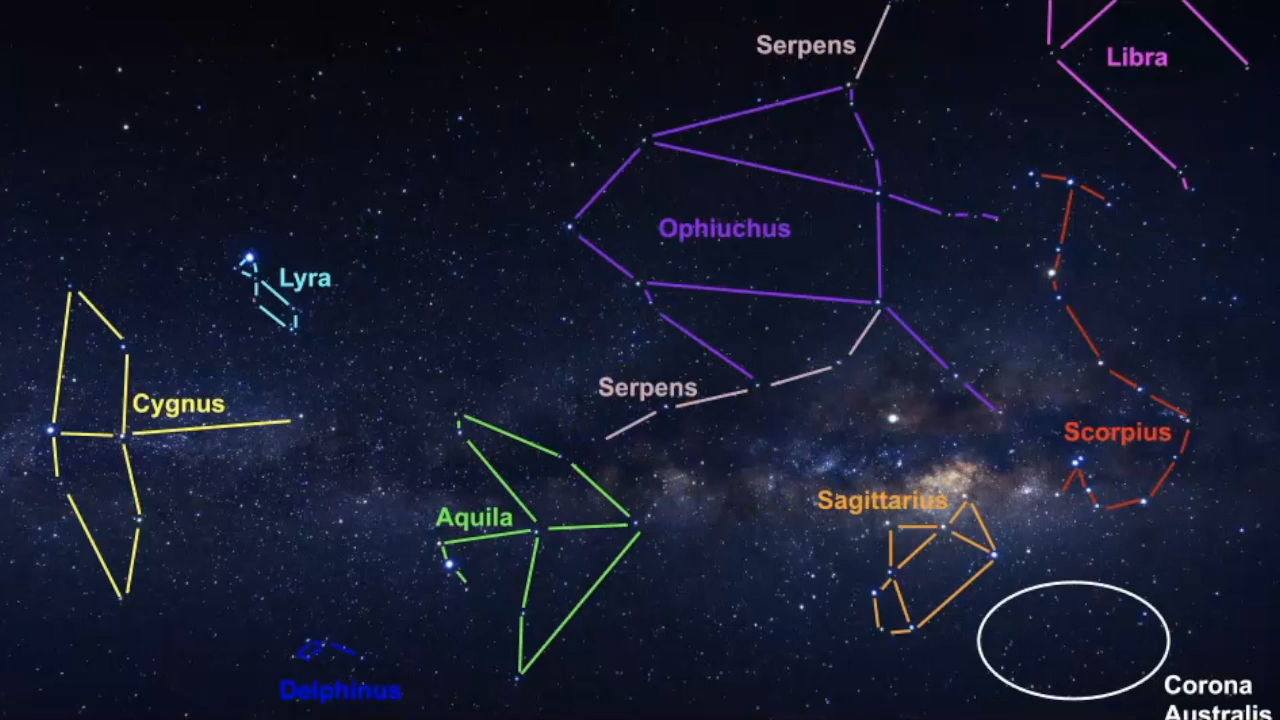 Serpens
Libra
Ophiuchus
Lyra
Cygnus
Serpens
Scorpius
Sagittarius
Aquila
Delphinus
Corona
Australis